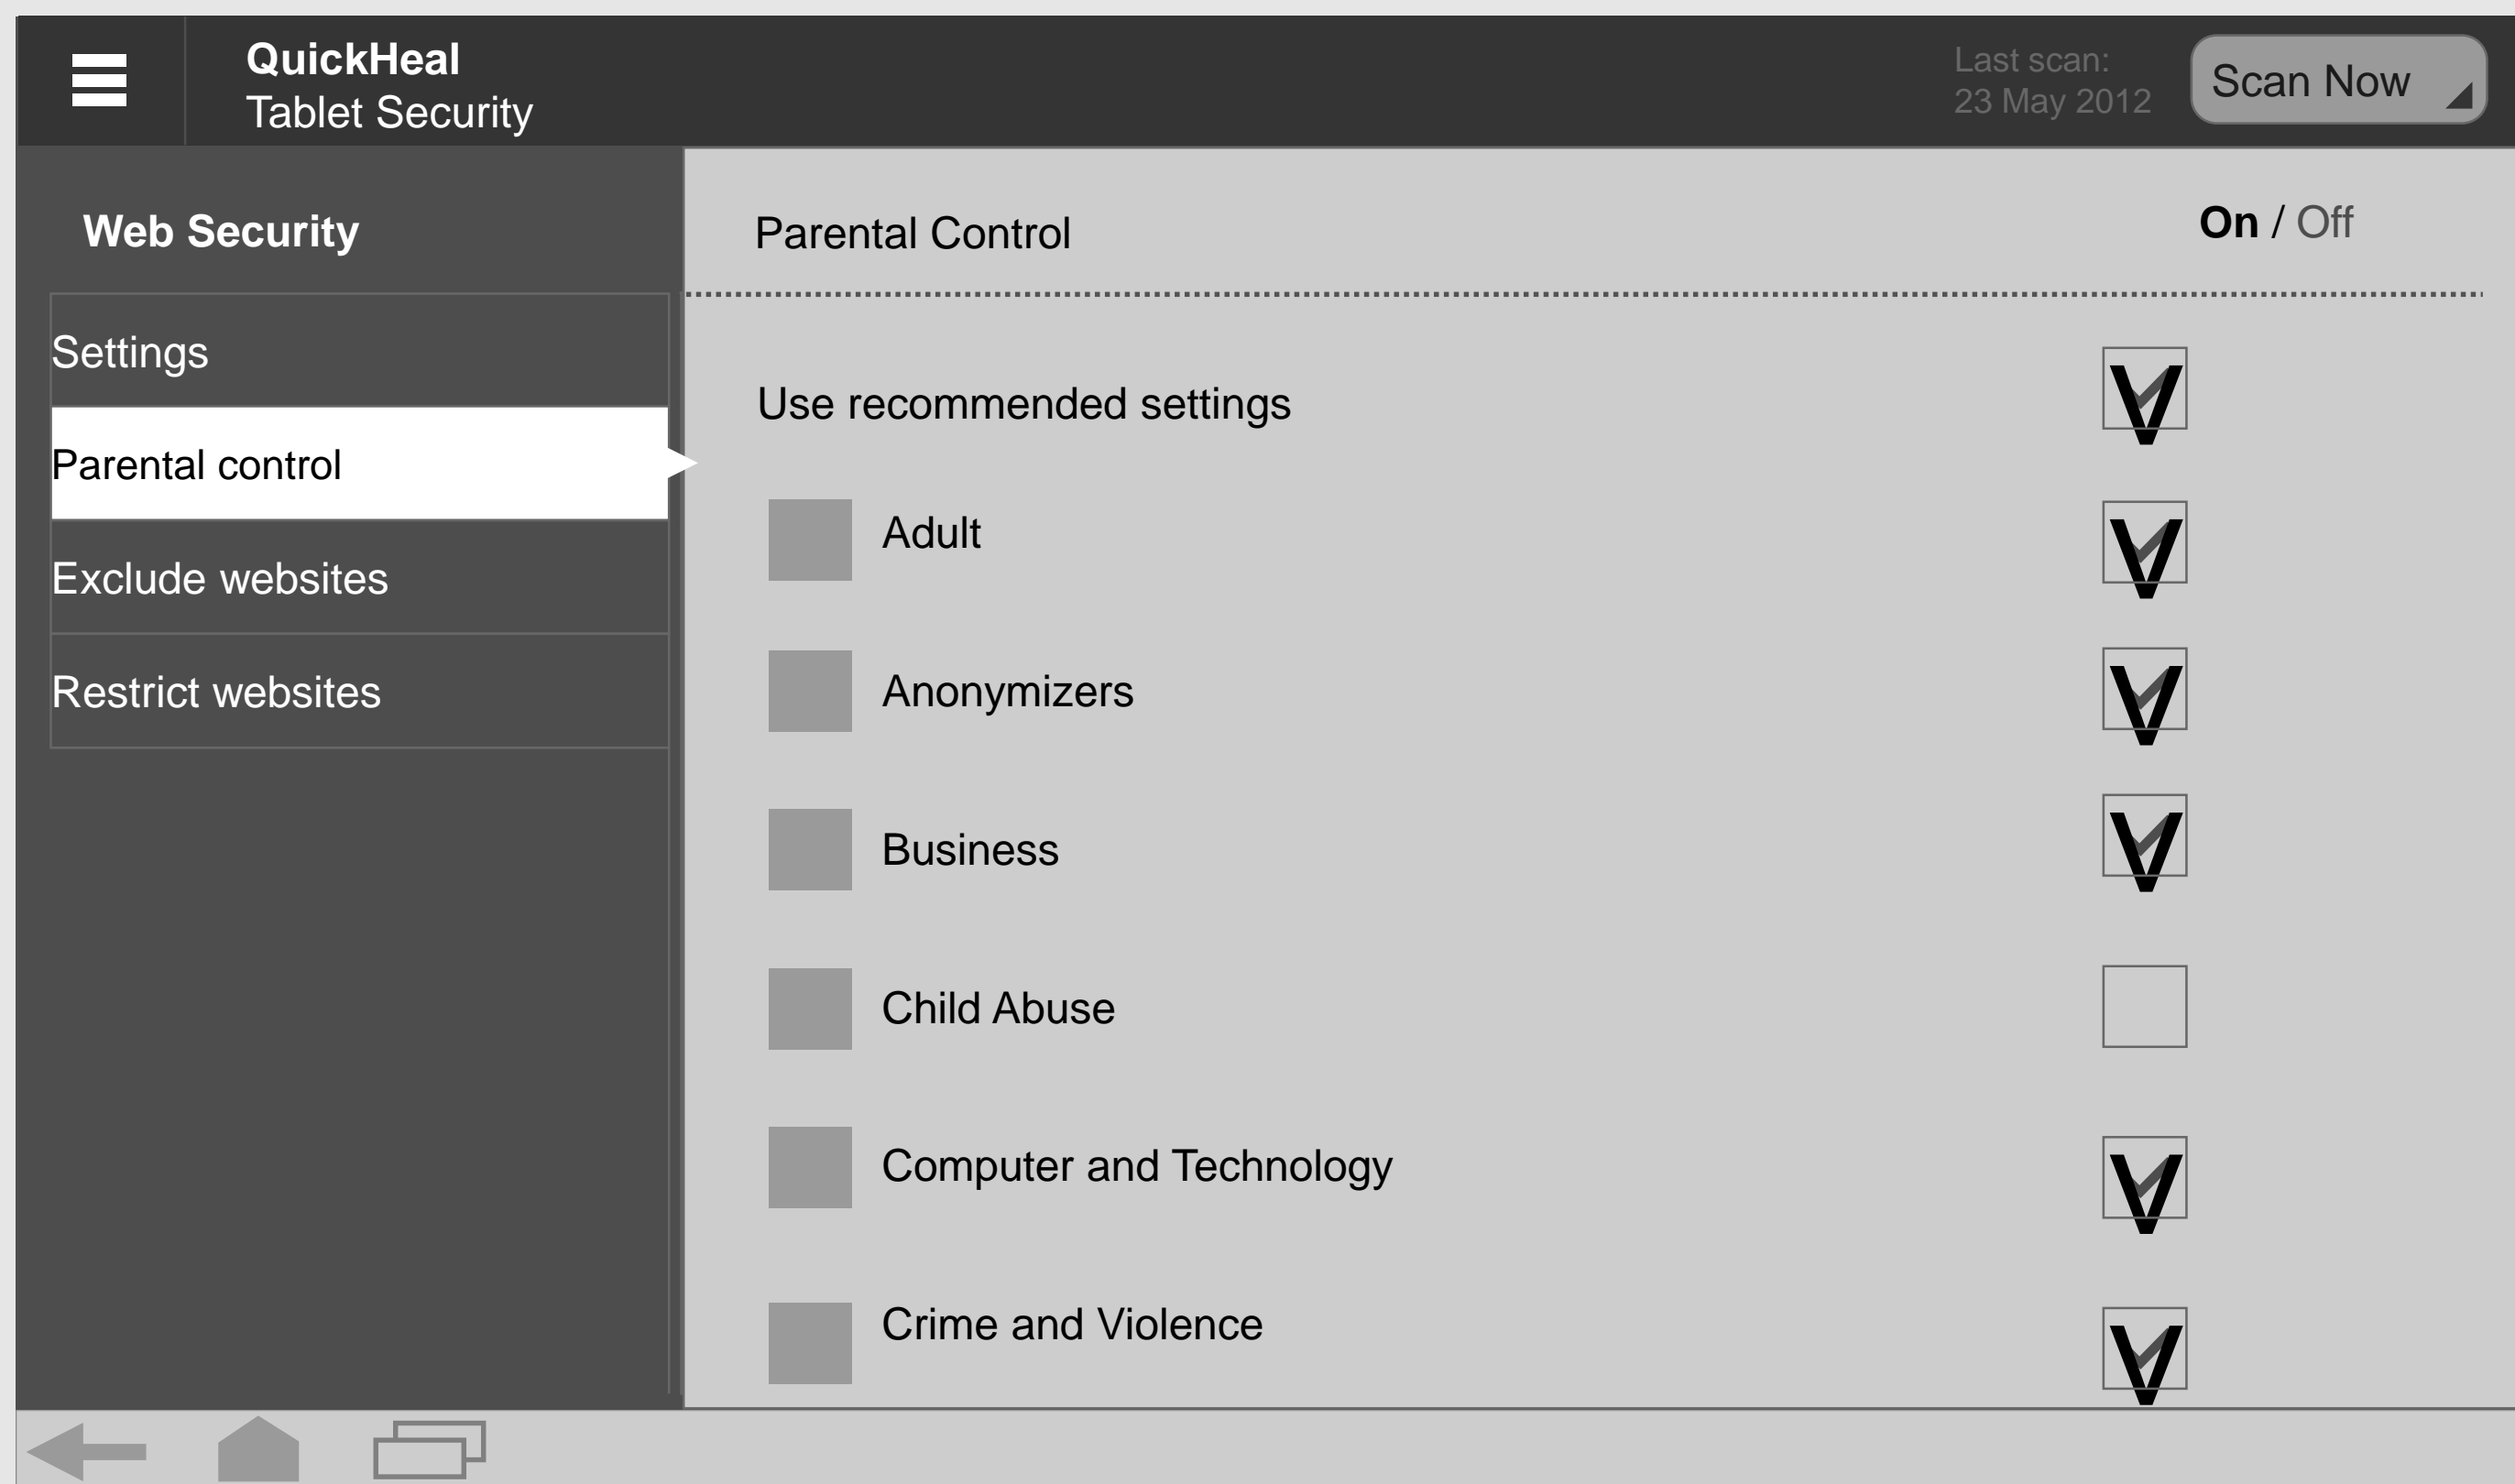 QuickHeal
Tablet Security
Last scan:
23 May 2012
Scan Now
Web Security
Settings
Parental control
Exclude websites
Restrict websites
Parental Control
On / Off
Use recommended settings
Adult
Anonymizers
Business
Child Abuse
Computer and Technology
Crime and Violence